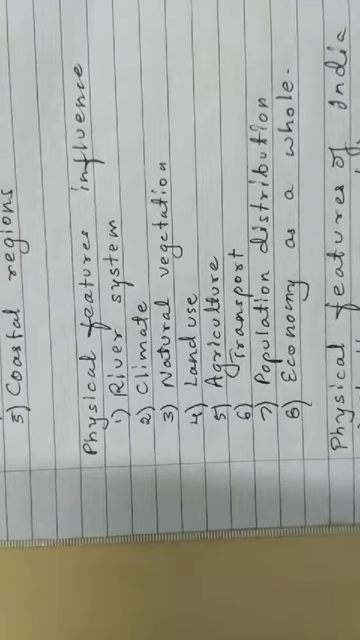 5) Coastal regions
Physical features influence
1) River system
2) Climate
3) Natural vegetation
4) Land use
5) Agriculture
6) Transport
7) Population distribution
8) Economy as a whole.
Physical features of India